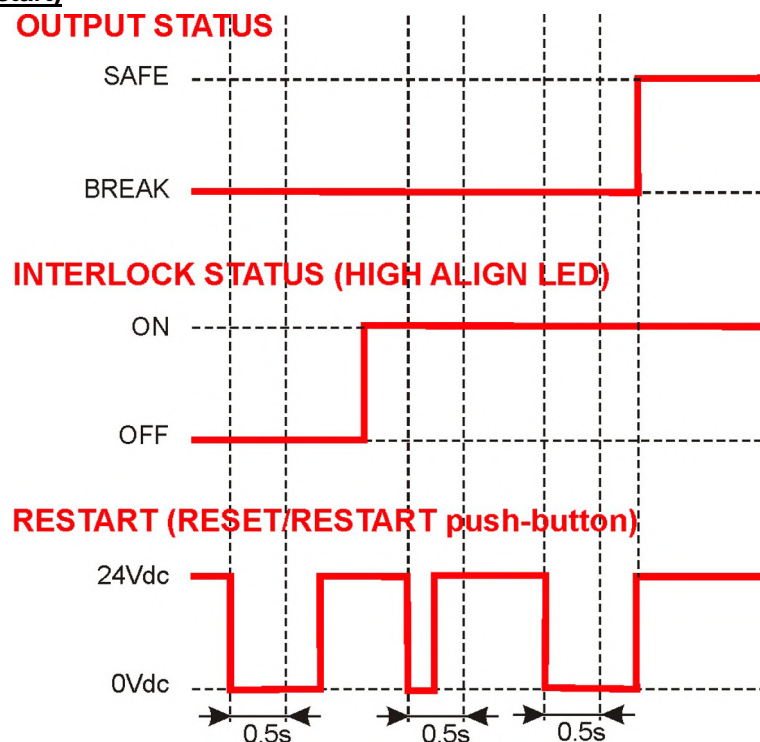 OUTPUT STATUS
SAFE
BREAK
INTERLOCK STATUS (HIGH ALIGN LED)
ON
OFF
RESTART (RESET/RESTART push-button)
24Vdc
0Vdc
0.5s 0.5s 0.5s